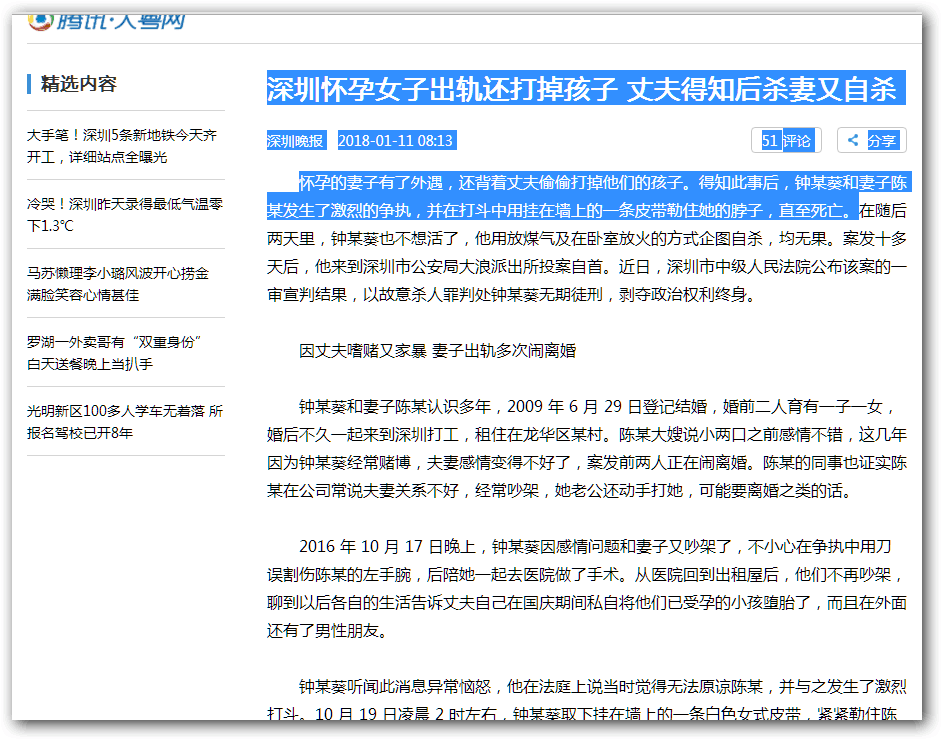 腾讯·大粤网
精选内容
大手笔！深圳5条新地铁今天齐
开工，详细站点全曝光
冷哭！深圳昨天录得最低气温零
下1.3℃
马苏懒理李小璐风波开心捞金
满脸笑容心情甚佳
罗湖一外卖哥有“双重身份”
白天送餐晚上当扒手
光明新区100多人学车无着落 所
报名驾校已开8年
深圳怀孕女子出轨还打掉孩子 丈夫得知后杀妻又自杀
深圳晚报 2018-01-11 08:13 51 评论 分享
怀孕的妻子有了外遇，还背着丈夫偷偷打掉他们的孩子。得知此事后，钟某葵和妻子陈
某发生了激烈的争执，并在打斗中用挂在墙上的一条皮带勒住她的脖子，直至死亡。在随后
两天里，钟某葵也不想活了，他用放煤气及在卧室放火的方式企图自杀，均无果。案发十多
天后，他来到深圳市公安局大浪派出所投案自首。近日，深圳市中级人民法院公布该案的一
审宣判结果，以故意杀人罪判处钟某葵无期徒刑，剥夺政治权利终身。
因丈夫嗜赌又家暴 妻子出轨多次闹离婚
钟某葵和妻子陈某认识多年，2009 年 6 月 29 日登记结婚，婚前二人育有一子一女，
婚后不久一起来到深圳打工，租住在龙华区某村。陈某大嫂说小两口之前感情不错，这几年
因为钟某葵经常赌博，夫妻感情变得不好了，案发前两人正在闹离婚。陈某的同事也证实陈
某在公司常说夫妻关系不好，经常吵架，她老公还动手打她，可能要离婚之类的话。
2016 年 10 月 17 日晚上，钟某葵因感情问题和妻子又吵架了，不小心在争执中用刀
误割伤陈某的左手腕，后陪她一起去医院做了手术。从医院回到出租屋后，他们不再吵架，
聊到以后各自的生活告诉丈夫自己在国庆期间私自将他们已受孕的小孩堕胎了，而且在外面
还有了男性朋友。
钟某葵听闻此消息异常恼怒，他在法庭上说当时觉得无法原谅陈某，并与之发生了激烈
打斗。10 月 19 日凌晨 2 时左右，钟某葵取下挂在墙上的一条白色女式皮带，紧紧勒住陈